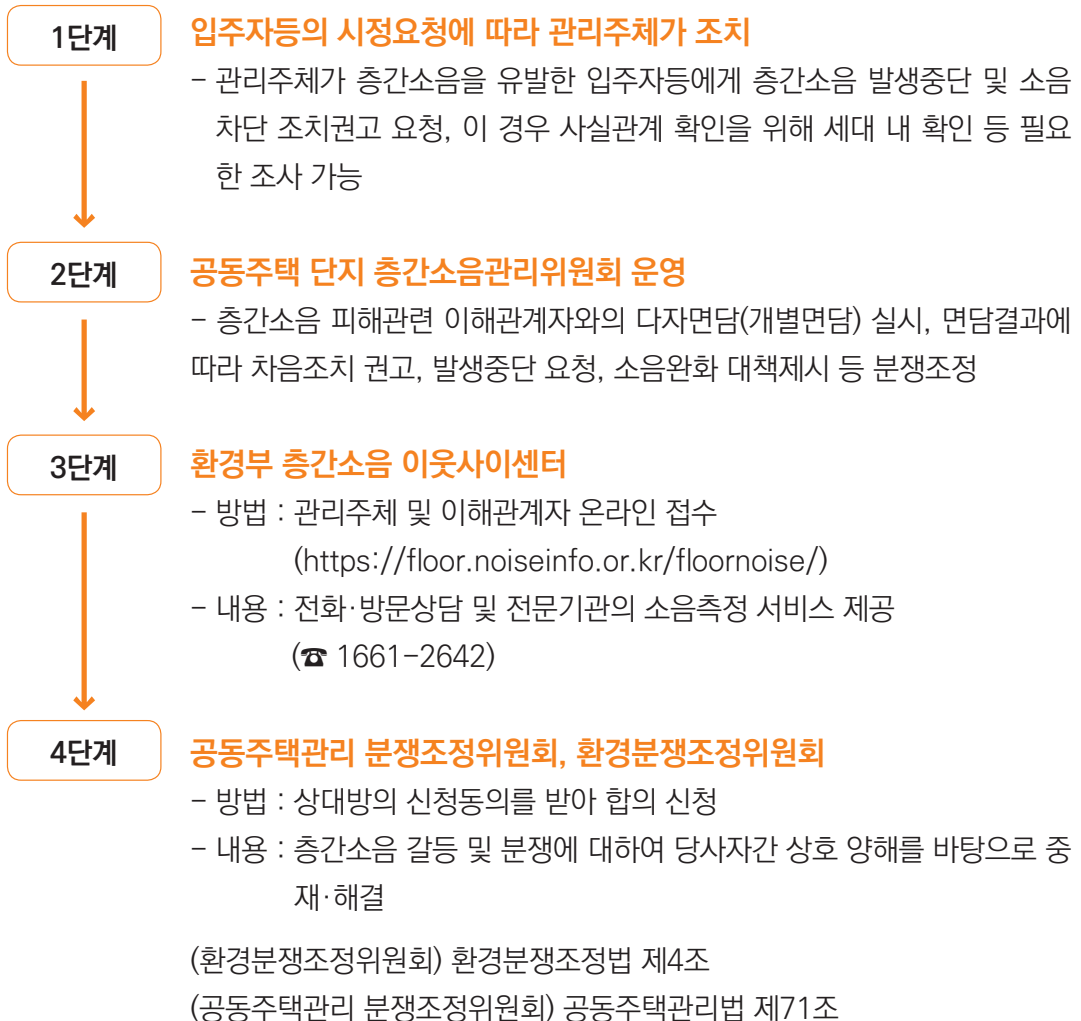 1단계
입주자등의 시정요청에 따라 관리주체가 조치
- 관리주체가 층간소음을 유발한 입주자등에게 층간소음 발생중단 및 소음
차단 조치권고 요청, 이 경우 사실관계 확인을 위해 세대 내 확인 등 필요
한 조사 가능
2단계
공동주택 단지 층간소음관리위원회 운영
- 층간소음 피해관련 이해관계자와의 다자면담(개별면담) 실시, 면담결과에
따라 차음조치 권고, 발생중단 요청, 소음완화 대책제시 등 분쟁조정
3단계
환경부 층간소음 이웃사이센터
- 방법 : 관리주체 및 이해관계자 온라인 접수
(https://floor.noiseinfo.or.kr/floornoise/)
- 내용 : 전화·방문상담 및 전문기관의 소음측정 서비스 제공
(☎ 1661-2642)
4단계
공동주택관리 분쟁조정위원회, 환경분쟁조정위원회
- 방법 : 상대방의 신청동의를 받아 합의 신청
- 내용 : 층간소음 갈등 및 분쟁에 대하여 당사자간 상호 양해를 바탕으로 중
재·해결
(환경분쟁조정위원회) 환경분쟁조정법 제4조
(공동주택관리 분쟁조정위원회) 공동주택관리법 제71조